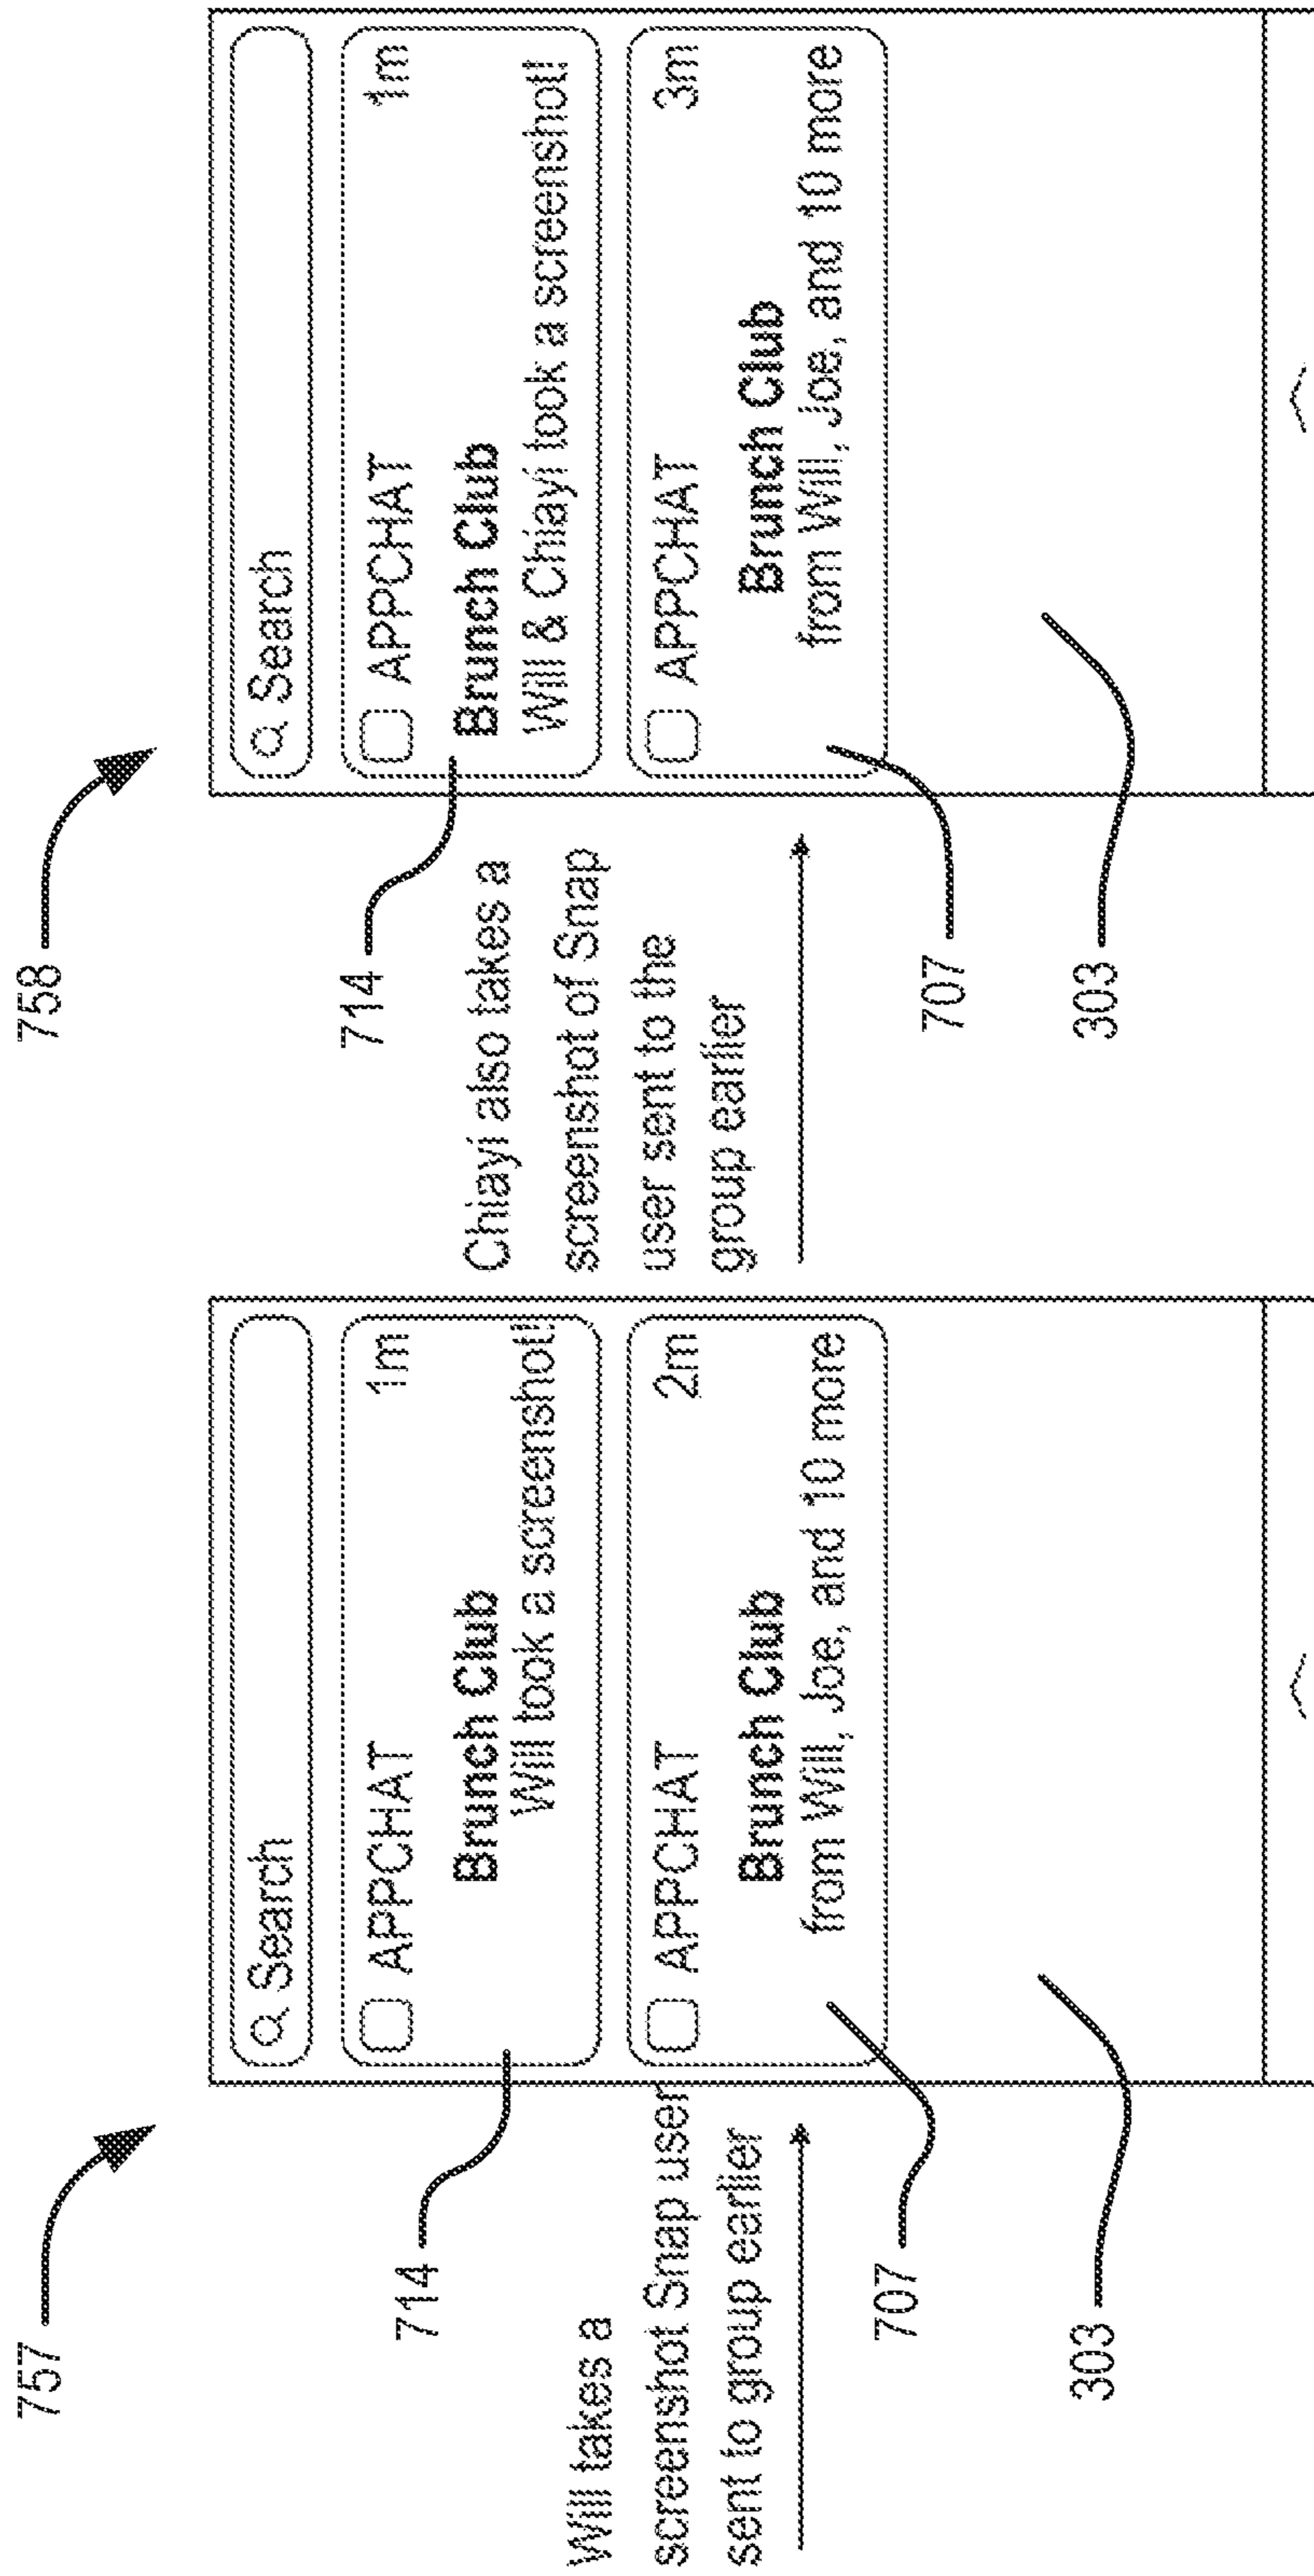 757
Will takes a
screenshot Snap user
sent to group earlier
714
707
303
Search
APPCHAT 1m
Brunch Club
Will took a screenshot!
APPCHAT 2m
Brunch Club
from Will, Joe, and 10 more
758
Chiayi also takes a
screenshot of Snap
user sent to the
group earlier
714
707
303
Search
APPCHAT 1m
Brunch Club
Will & Chiayi took a screenshot!
APPCHAT 3m
Brunch Club
from Will, Joe, and 10 more